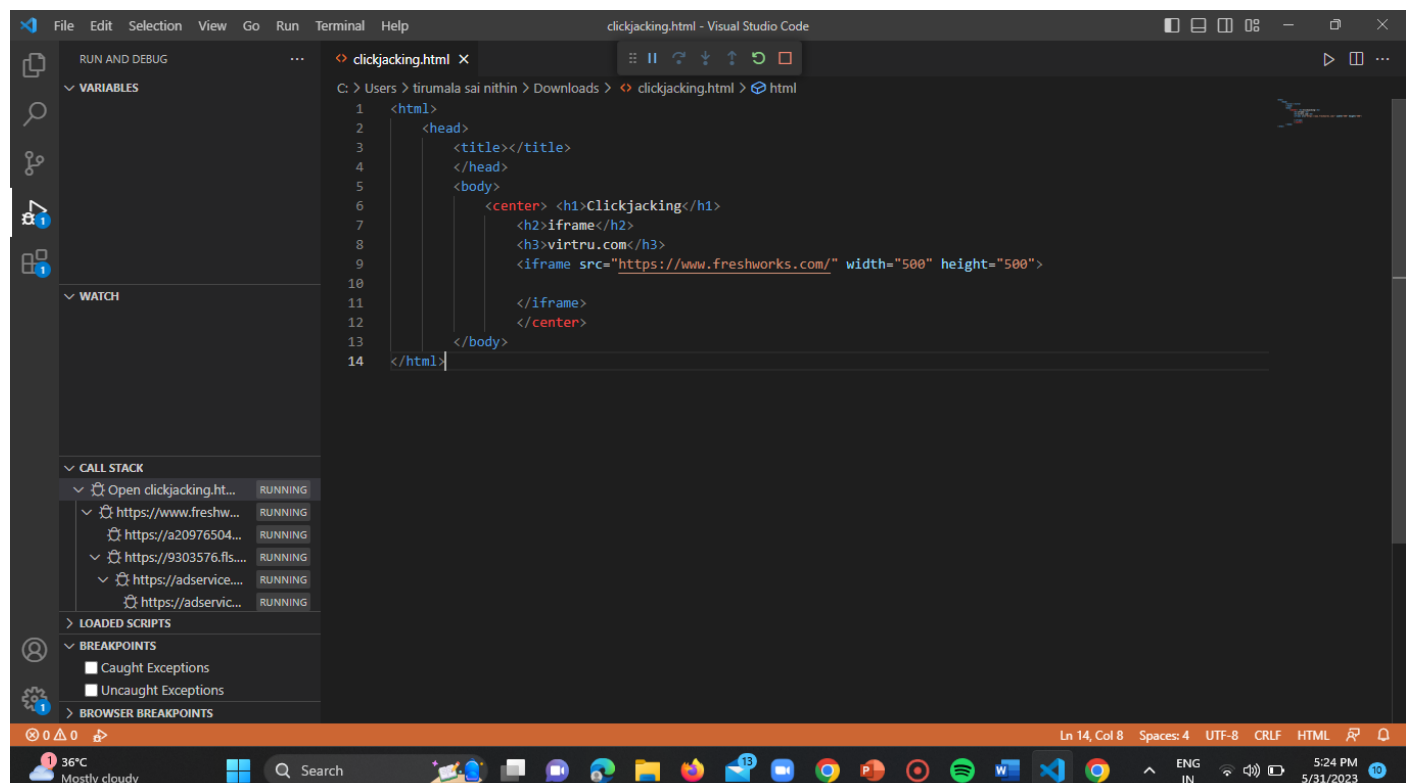 File Edit Selection View Go Run Terminal Help clickjacking.html - Visual Studio Code
RUN AND DEBUG ...
VARIABLES
WATCH
CALL STACK
Open clickjacking.ht... RUNNING
https://www.freshw... RUNNING
https://a20976504... RUNNING
https://9303576.fls.... RUNNING
https://adservice.... RUNNING
https://adservic... RUNNING
LOADED SCRIPTS
BREAKPOINTS
Caught Exceptions
Uncaught Exceptions
BROWSER BREAKPOINTS
1
1
1
clickjacking.html
C: > Users > tirumala sai nithin > Downloads > clickjacking.html > html
1 <html>
2 <head>
3 <title></title>
4 </head>
5 <body>
6 <center> <h1>Clickjacking</h1>
7 <h2>iframe</h2>
8 <h3>virtru.com</h3>
9 <iframe src="https://www.freshworks.com/" width="500" height="500">
10
11 </iframe>
12 </center>
13 </body>
14 </html>
0 0 Ln 14, Col 8 Spaces: 4 UTF-8 CRLF HTML
1 36°C
Mostly cloudy
Search
13
ENG
IN
5:24 PM
5/31/2023
10